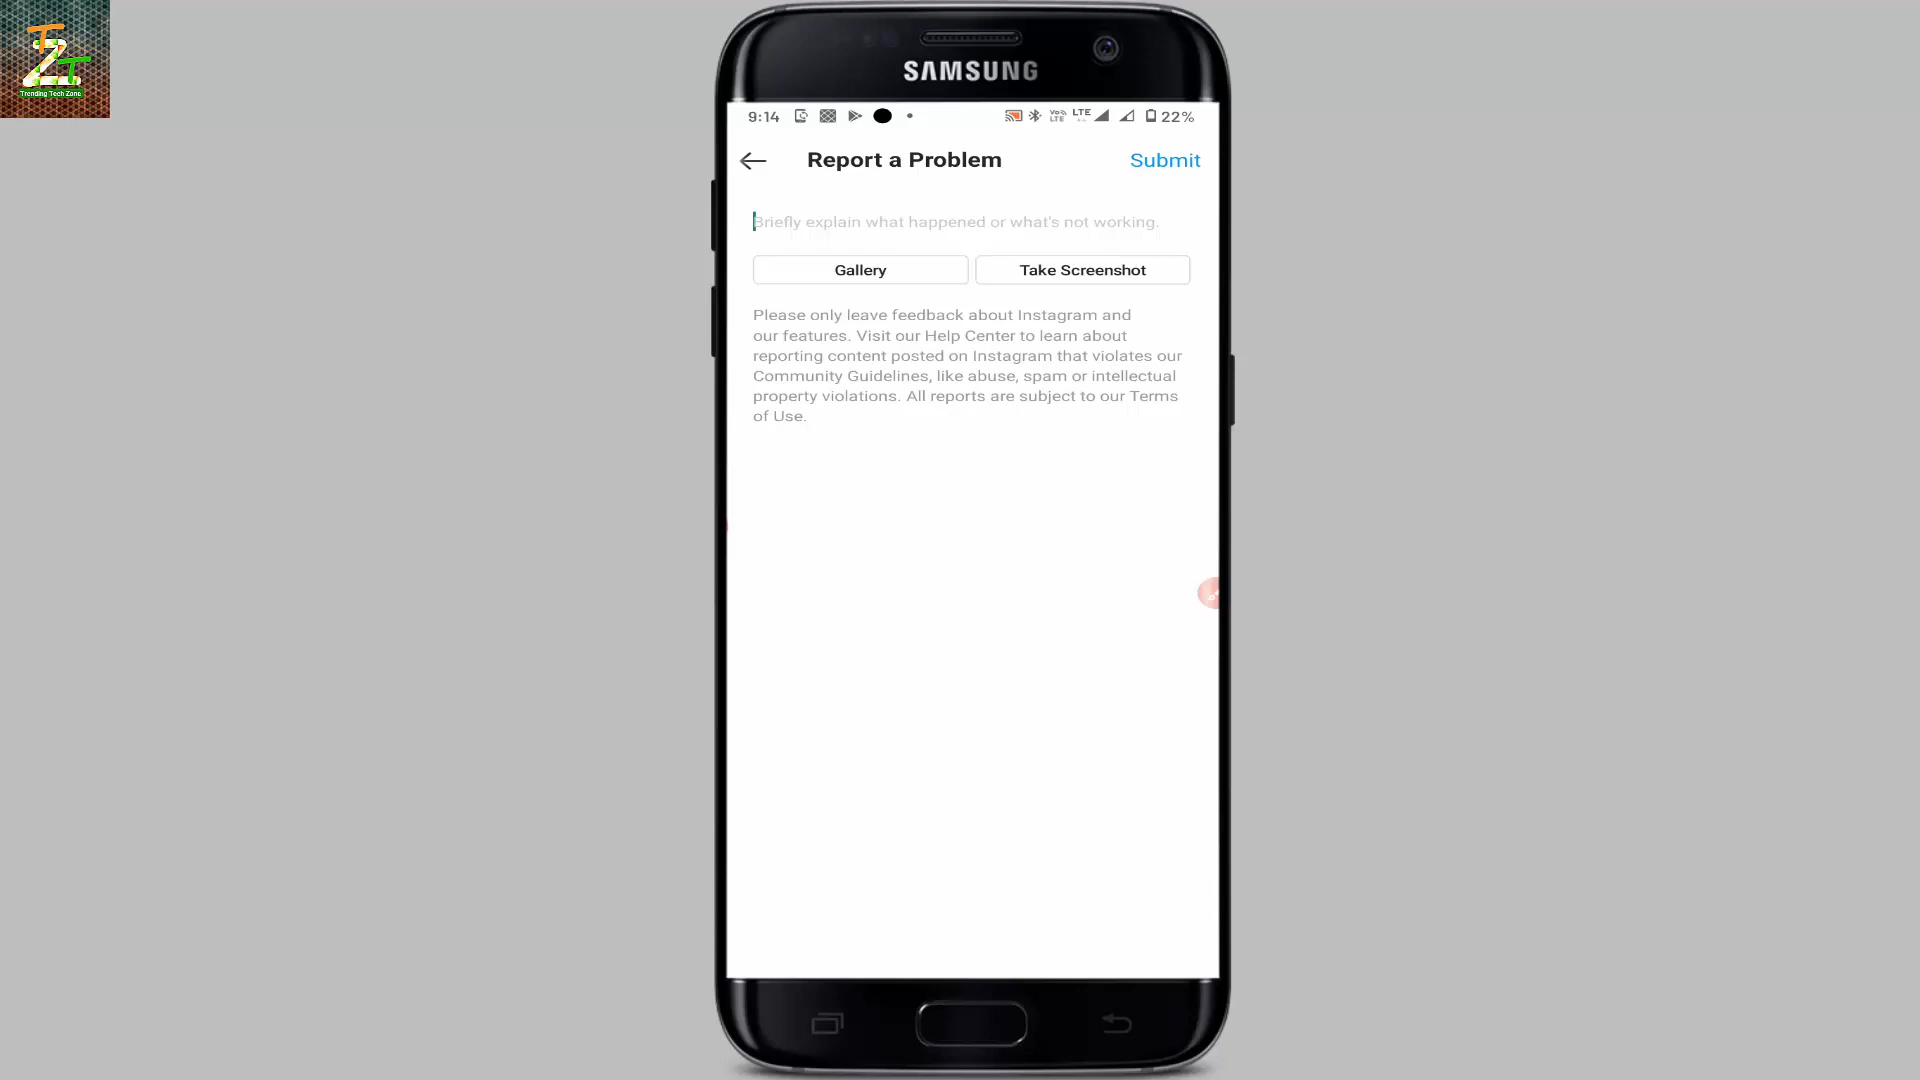 TZT
Trending Tech Zone
SAMSUNG
9:14
LTE
22%
Report a Problem
Submit
Briefly explain what happened or what's not working.
Gallery
Take Screenshot
Please only leave feedback about Instagram and
our features. Visit our Help Center to learn about
reporting content posted on Instagram that violates our
Community Guidelines, like abuse, spam or intellectual
property violations. All reports are subject to our Terms
of Use.